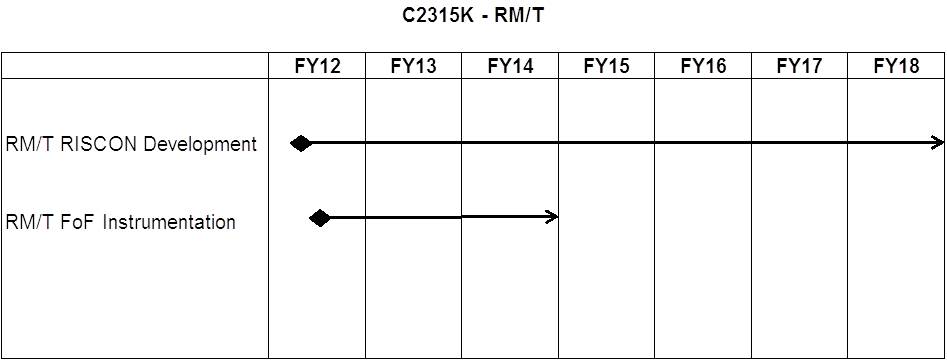 C2315K - RM/T
FY12 FY13 FY14 FY15 FY16 FY17 FY18
RM/T RISCON Development
RM/T FoF Instrumentation